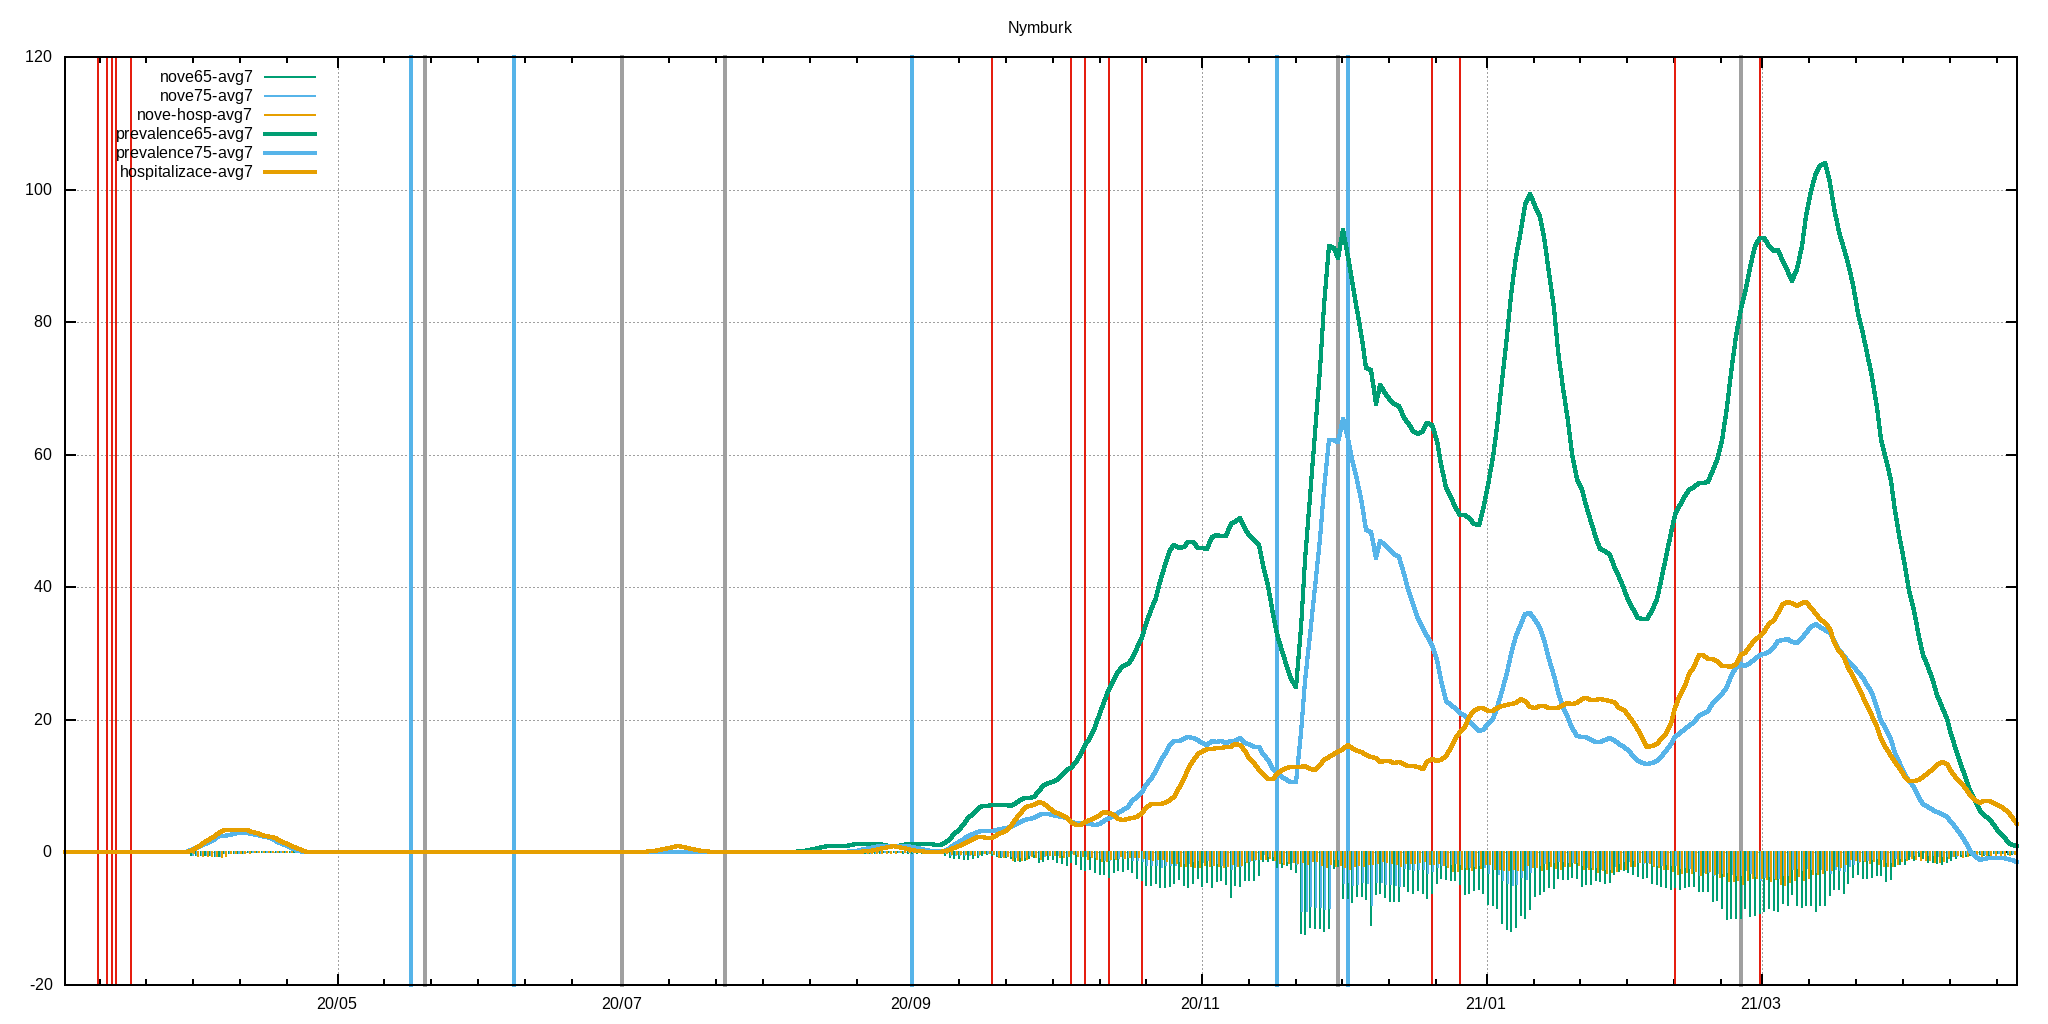 Nymburk
120
100
80
60
40
20
0
-20
nove65-avg7
nove75-avg7
nove-hosp-avg7
prevalence65-avg7
prevalence75-avg7
hospitalizace-avg7
20/05 20/07 20/09 20/11 21/01 21/03